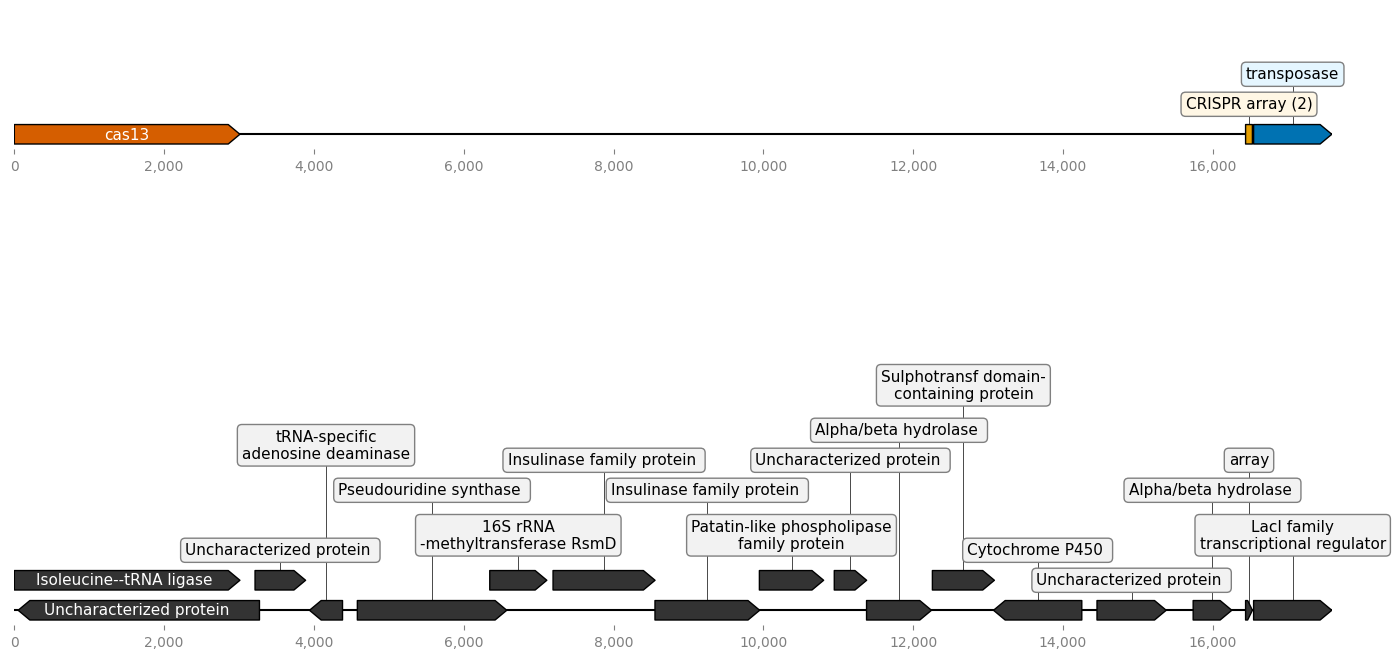 transposase
CRISPR array (2)
cas13
0 2,000 4,000 6,000 8,000 10,000 12,000 14,000 16,000
Sulphotransf domain-
containing protein
Alpha/beta hydrolase
tRNA-specific
adenosine deaminase
Insulinase family protein
Uncharacterized protein
array
Pseudouridine synthase
Insulinase family protein
Alpha/beta hydrolase
16S rRNA
-methyltransferase RsmD
Patatin-like phospholipase
family protein
LacI family
transcriptional regulator
Uncharacterized protein
Cytochrome P450
Isoleucine--tRNA ligase
Uncharacterized protein
Uncharacterized protein
0 2,000 4,000 6,000 8,000 10,000 12,000 14,000 16,000